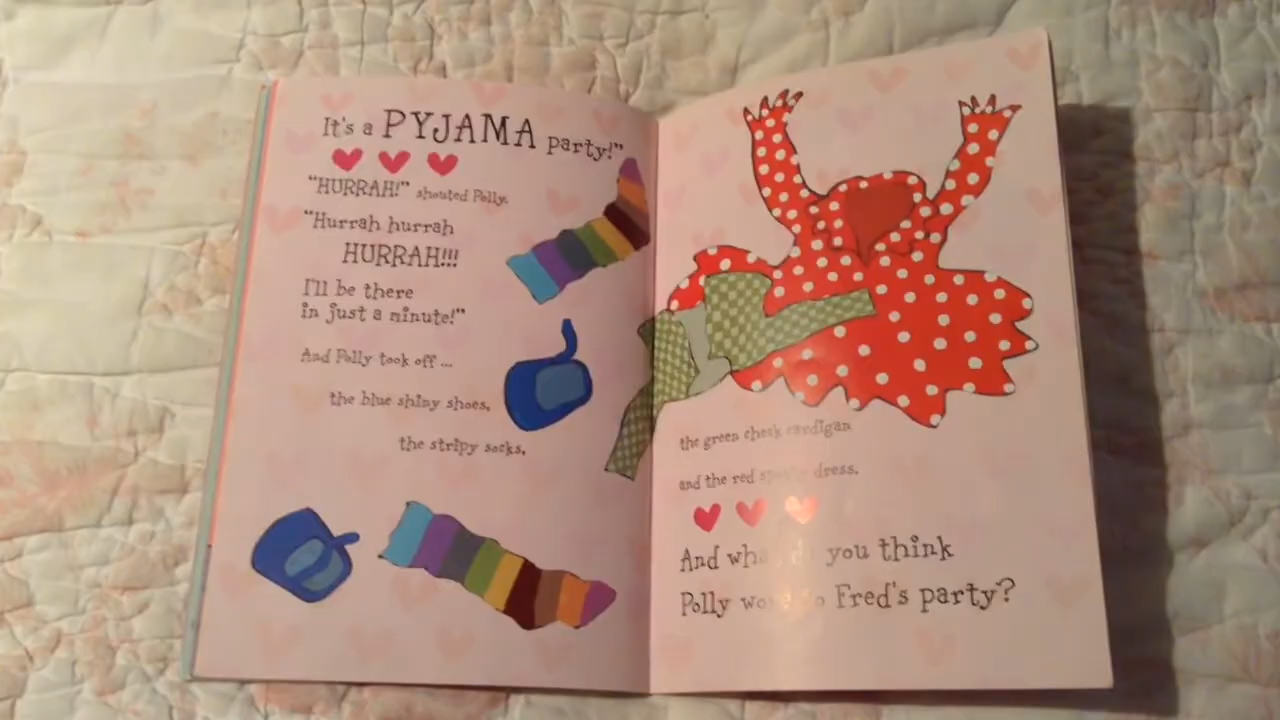 It's a PYJAMA party!"
"HURRAH!" shouted Polly.
"Hurrah hurrah
HURRAH!!!
I'll be there
in just a minute!"
And Polly took off ...
the blue shiny shoes,
the stripy socks,
the green check cardigan
and the red spotty dress.
And what do you think
Polly wore to Fred's party?